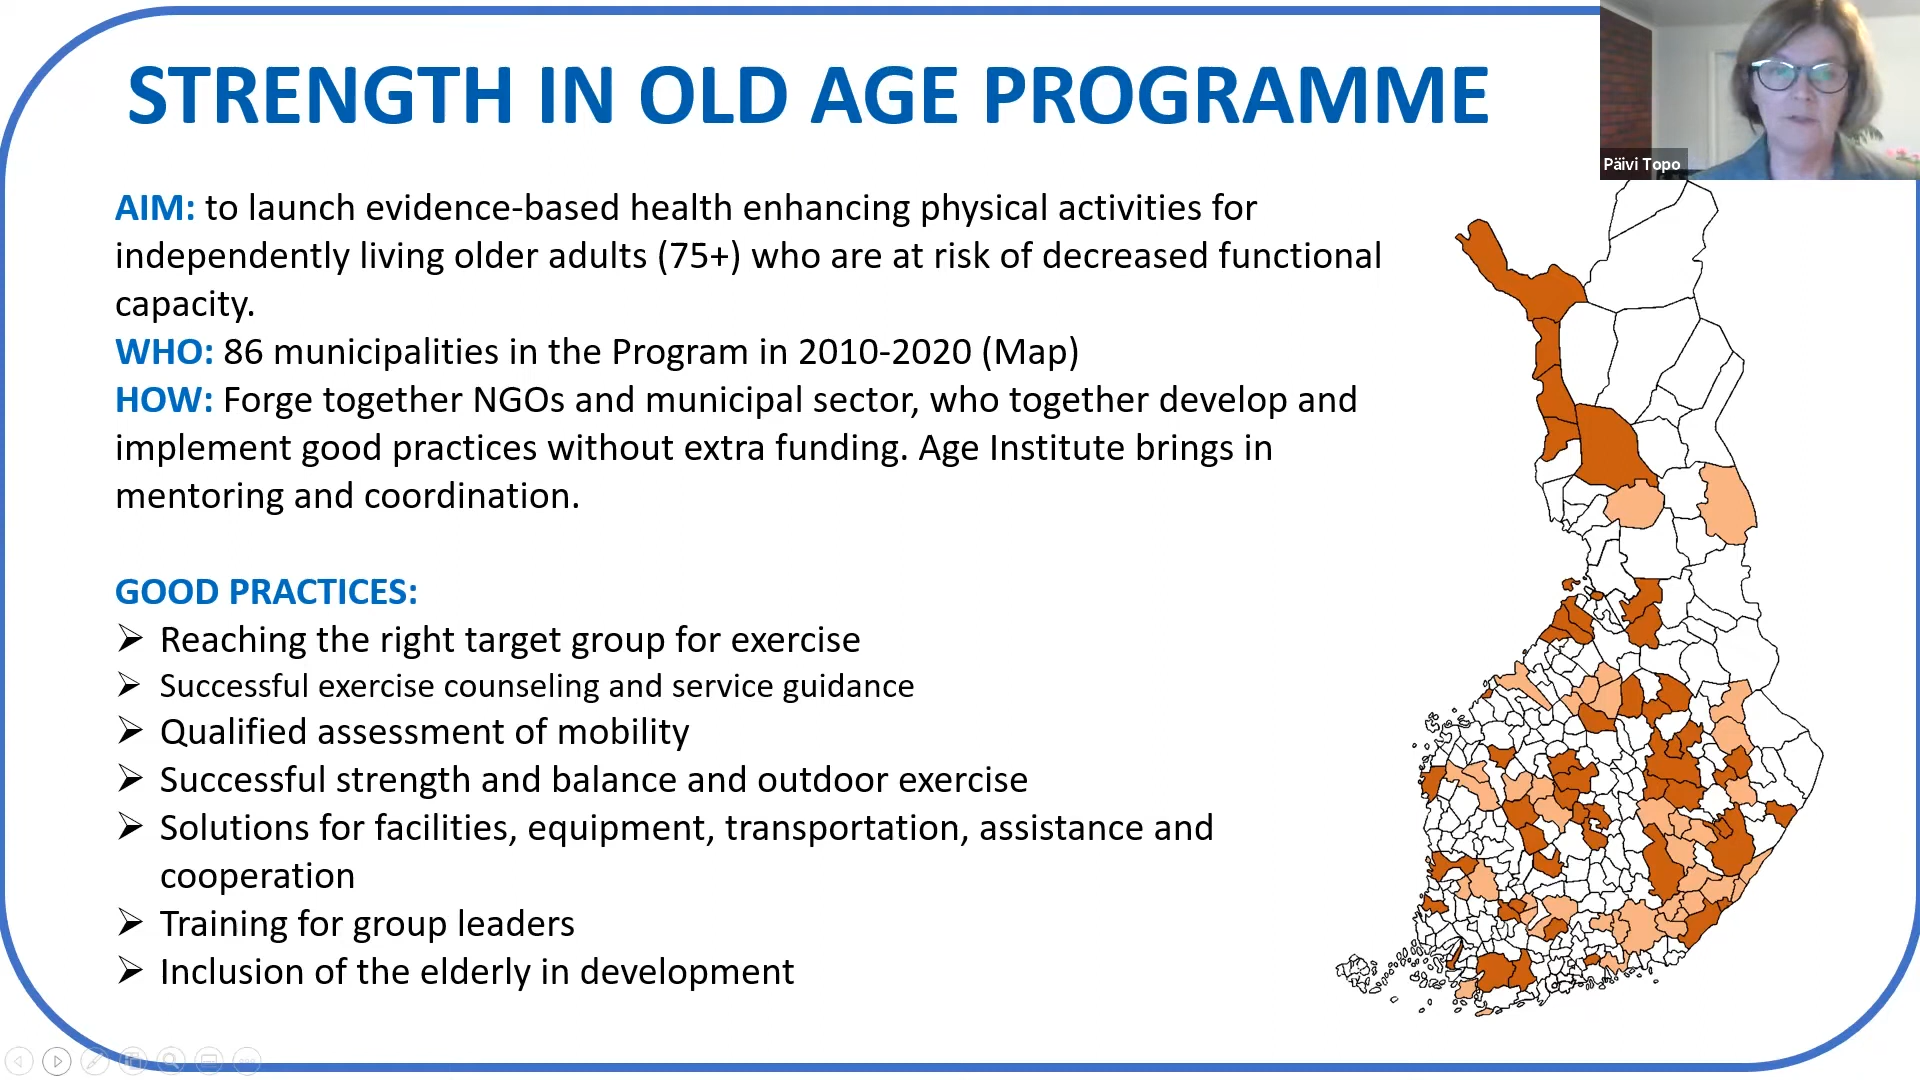 STRENGTH IN OLD AGE PROGRAMME
Päivi Topo
AIM: to launch evidence-based health enhancing physical activities for
independently living older adults (75+) who are at risk of decreased functional
capacity.
WHO: 86 municipalities in the Program in 2010-2020 (Map)
HOW: Forge together NGOs and municipal sector, who together develop and
implement good practices without extra funding. Age Institute brings in
mentoring and coordination.
GOOD PRACTICES:
Reaching the right target group for exercise
Successful exercise counseling and service guidance
Qualified assessment of mobility
Successful strength and balance and outdoor exercise
Solutions for facilities, equipment, transportation, assistance and
cooperation
Training for group leaders
Inclusion of the elderly in development